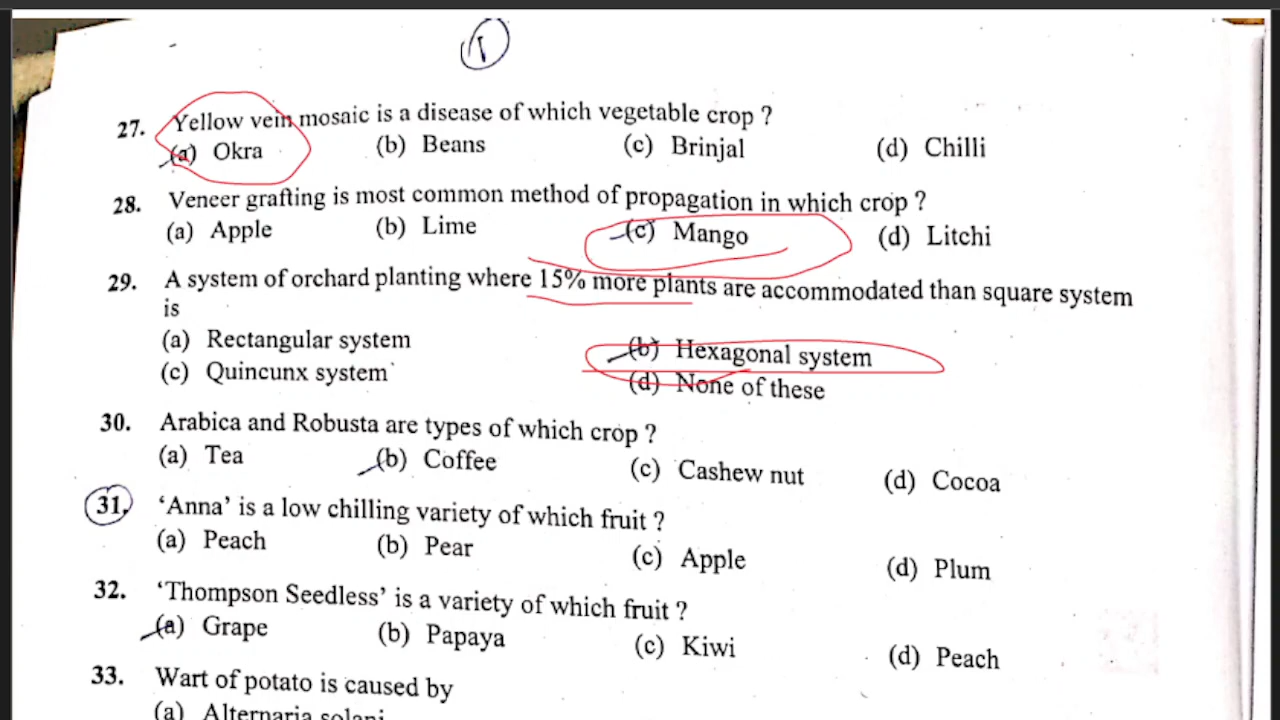 1
27. Yellow vein mosaic is a disease of which vegetable crop ?
(a) Okra (b) Beans (c) Brinjal (d) Chilli
28. Veneer grafting is most common method of propagation in which crop ?
(a) Apple (b) Lime (c) Mango (d) Litchi
29. A system of orchard planting where 15% more plants are accommodated than square system
is
(a) Rectangular system (b) Hexagonal system
(c) Quincunx system (d) None of these
30. Arabica and Robusta are types of which crop ?
(a) Tea (b) Coffee (c) Cashew nut (d) Cocoa
31. ‘Anna’ is a low chilling variety of which fruit ?
(a) Peach (b) Pear (c) Apple (d) Plum
32. ‘Thompson Seedless’ is a variety of which fruit ?
(a) Grape (b) Papaya (c) Kiwi (d) Peach
33. Wart of potato is caused by
(a) Alternaria solani